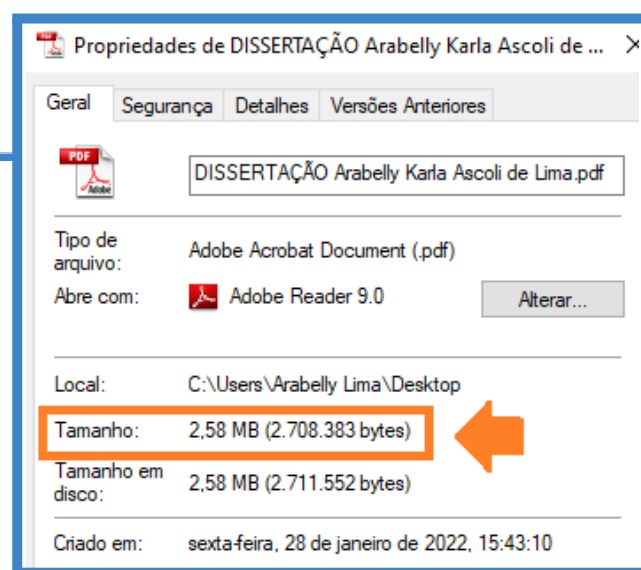 Propriedades de DISSERTAÇÃO Arabelly Karla Ascoli de ...
Geral Segurança Detalhes Versões Anteriores
PDF
Adobe
DISSERTAÇÃO Arabelly Karla Ascoli de Lima.pdf
Tipo de arquivo: Adobe Acrobat Document (.pdf)
Abre com: Adobe Reader 9.0 Alterar...
Local: C:\Users\Arabelly Lima\Desktop
Tamanho: 2,58 MB (2.708.383 bytes)
Tamanho em disco: 2,58 MB (2.711.552 bytes)
Criado em: sexta-feira, 28 de janeiro de 2022, 15:43:10